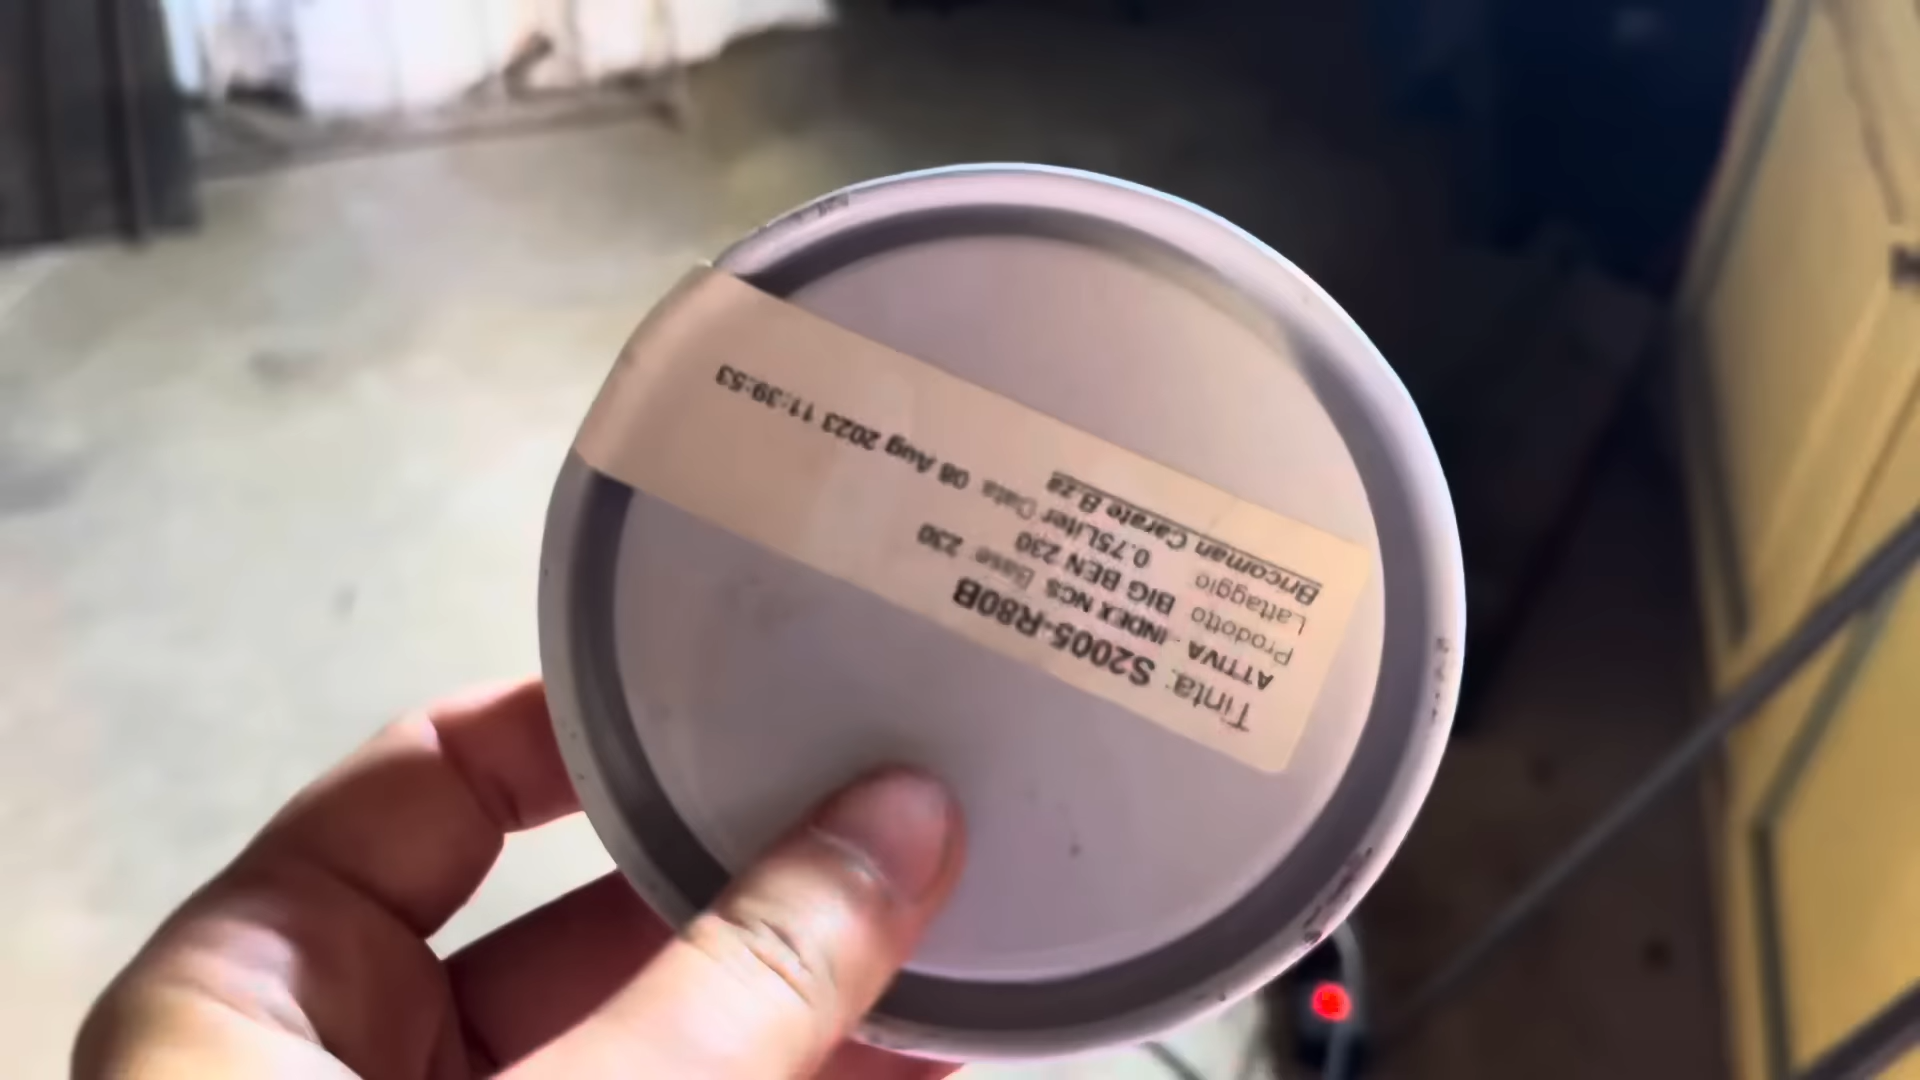 Tinta: S2005-R80B
ATTIVA - INDEX NCS. Base: 230
Prodotto BIG BEN 230
Lattaggio: 0.75Liter Data: 08 Aug 2023 11:39:53
Bricoman Carate B.za